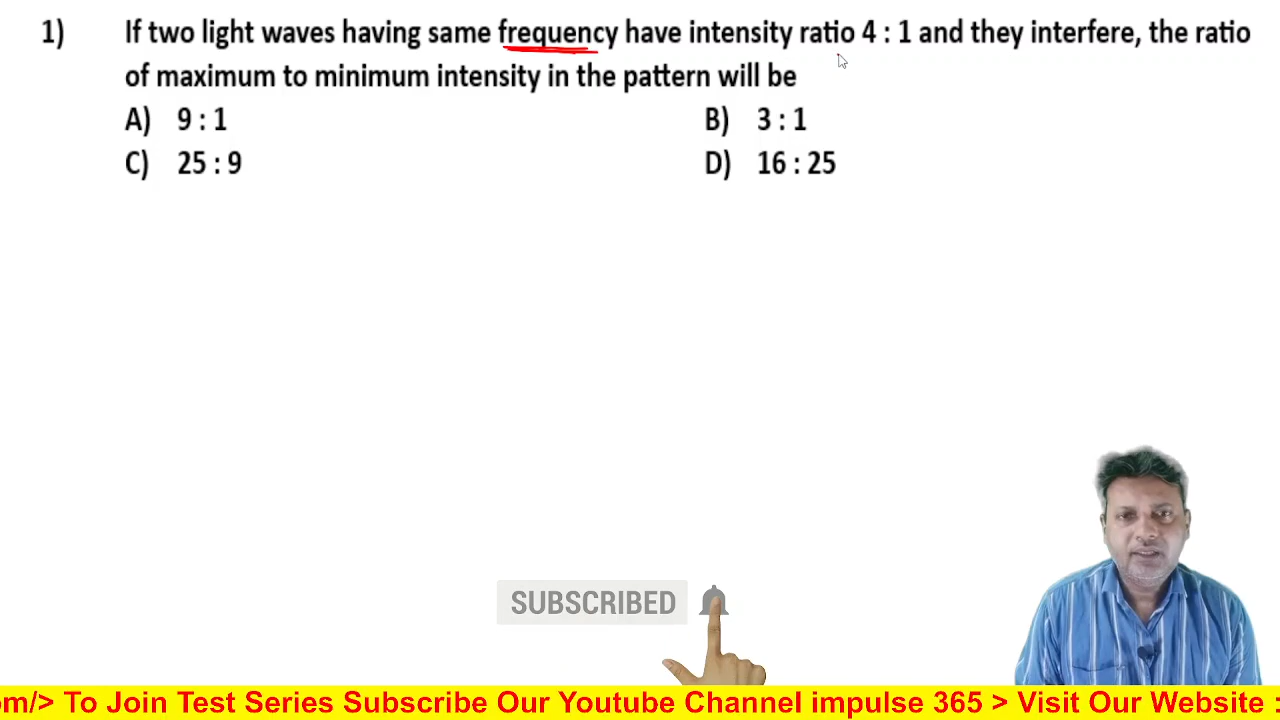 1) If two light waves having same frequency have intensity ratio 4 : 1 and they interfere, the ratio
of maximum to minimum intensity in the pattern will be
A) 9 : 1 B) 3 : 1
C) 25 : 9 D) 16 : 25
SUBSCRIBED
om/> To Join Test Series Subscribe Our Youtube Channel impulse 365 > Visit Our Website :